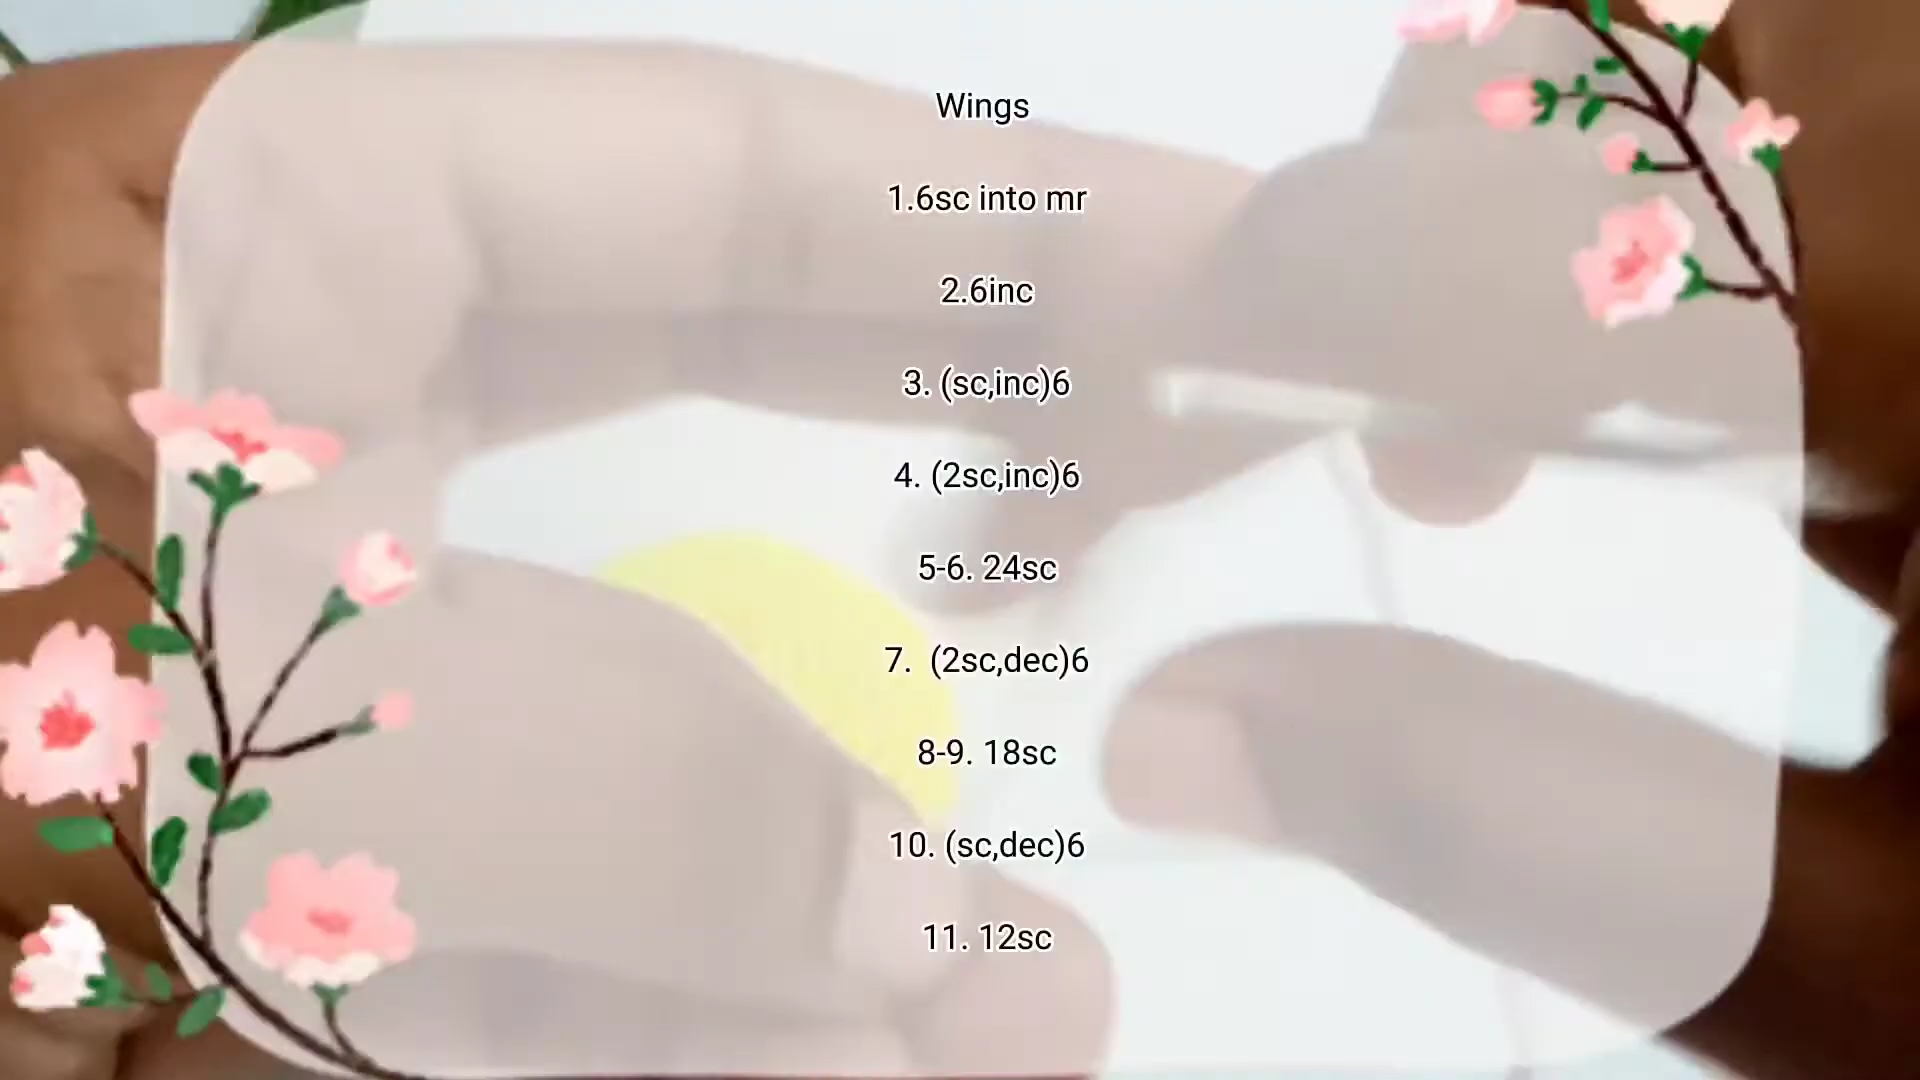 Wings
1.6sc into mr
2.6inc
3. (sc,inc)6
4. (2sc,inc)6
5-6. 24sc
7.  (2sc,dec)6
8-9. 18sc
10. (sc,dec)6
11. 12sc